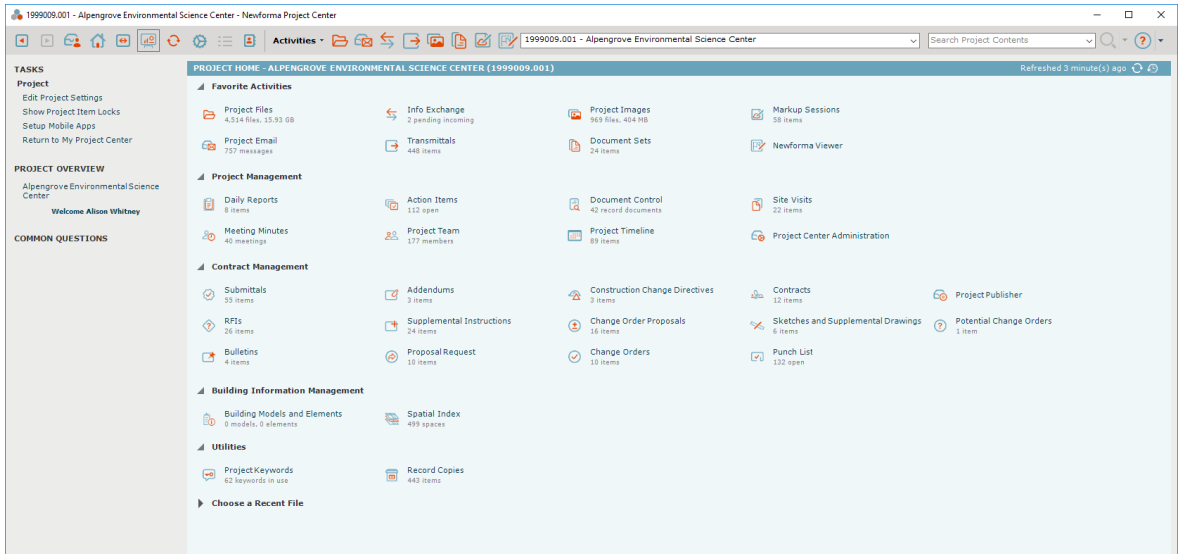 1999009.001 - Alpengrove Environmental Science Center - Newforma Project Center
Activities
1999009.001 - Alpengrove Environmental Science Center
Search Project Contents
TASKS
Project
Edit Project Settings
Show Project Item Locks
Setup Mobile Apps
Return to My Project Center
PROJECT OVERVIEW
Alpengrove Environmental Science
Center
Welcome Alison Whitney
COMMON QUESTIONS
PROJECT HOME - ALPENGROVE ENVIRONMENTAL SCIENCE CENTER (1999009.001)
Refreshed 3 minute(s) ago
Favorite Activities
Project Files
4,514 files, 15.93 GB
Info Exchange
2 pending incoming
Project Images
969 files, 404 MB
Markup Sessions
58 items
Project Email
757 messages
Transmittals
448 items
Document Sets
24 items
Newforma Viewer
Project Management
Daily Reports
8 items
Action Items
112 open
Document Control
42 record documents
Site Visits
22 items
Meeting Minutes
40 meetings
Project Team
177 members
Project Timeline
89 items
Project Center Administration
Contract Management
Submittals
55 items
Addendums
3 items
Construction Change Directives
3 items
Contracts
12 items
Project Publisher
RFIs
26 items
Supplemental Instructions
24 items
Change Order Proposals
16 items
Sketches and Supplemental Drawings
6 items
Potential Change Orders
1 item
Bulletins
4 items
Proposal Request
10 items
Change Orders
10 items
Punch List
132 open
Building Information Management
Building Models and Elements
0 models, 0 elements
Spatial Index
499 spaces
Utilities
Project Keywords
62 keywords in use
Record Copies
443 items
Choose a Recent File